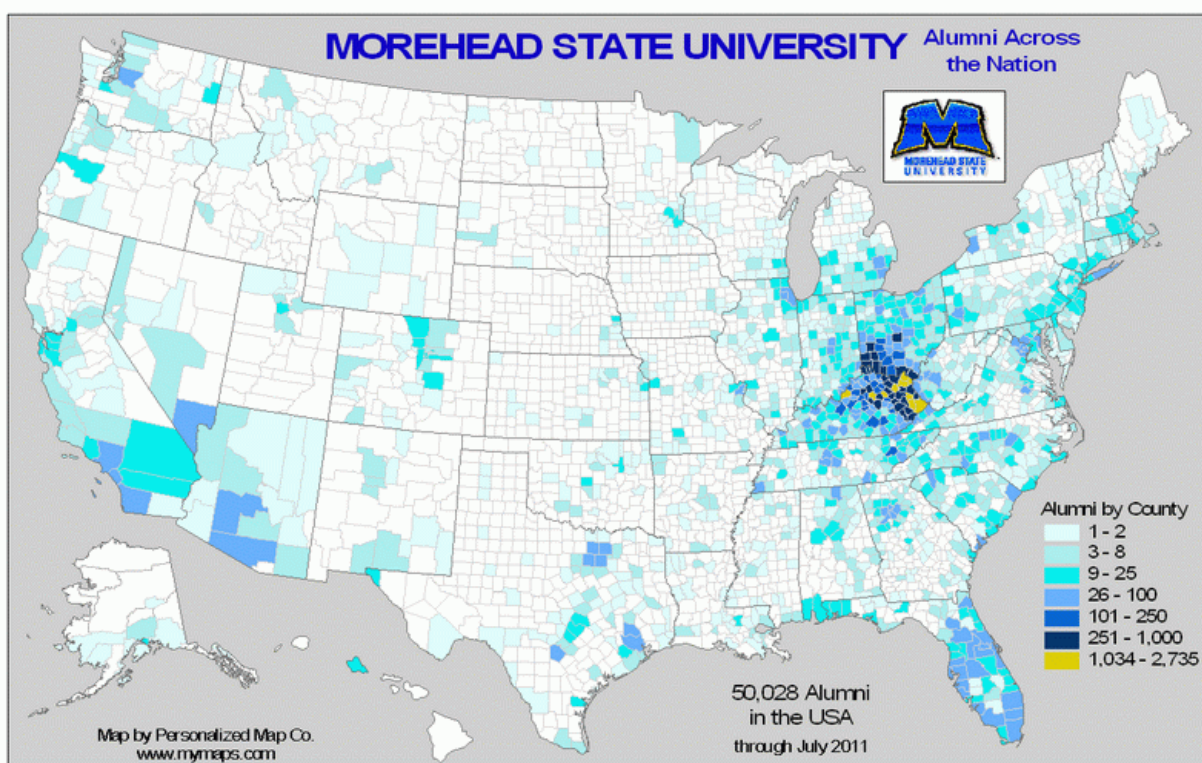 MOREHEAD STATE UNIVERSITY
Alumni Across
the Nation
M
MOREHEAD STATE
UNIVERSITY
Alumni by County
1 - 2
3 - 8
9 - 25
26 - 100
101 - 250
251 - 1,000
1,034 - 2,735
50,028 Alumni
in the USA
through July 2011
Map by Personalized Map Co.
www.mymaps.com